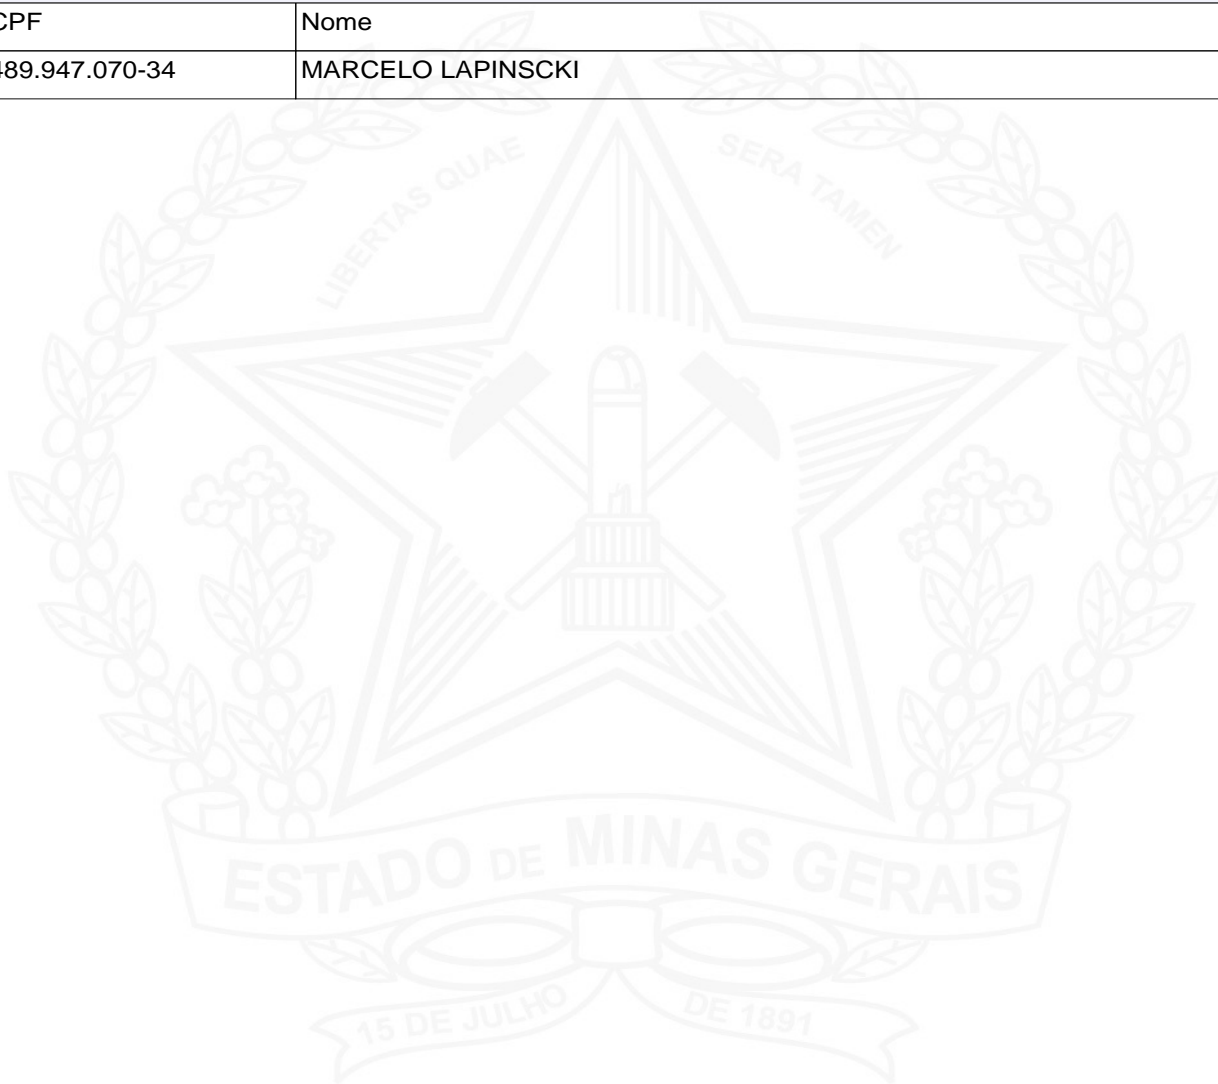 CPF Nome
489.947.070-34 MARCELO LAPINSCKI
LIBERTAS QUAE SERA TAMEN
ESTADO DE MINAS GERAIS
15 DE JULHO DE 1891